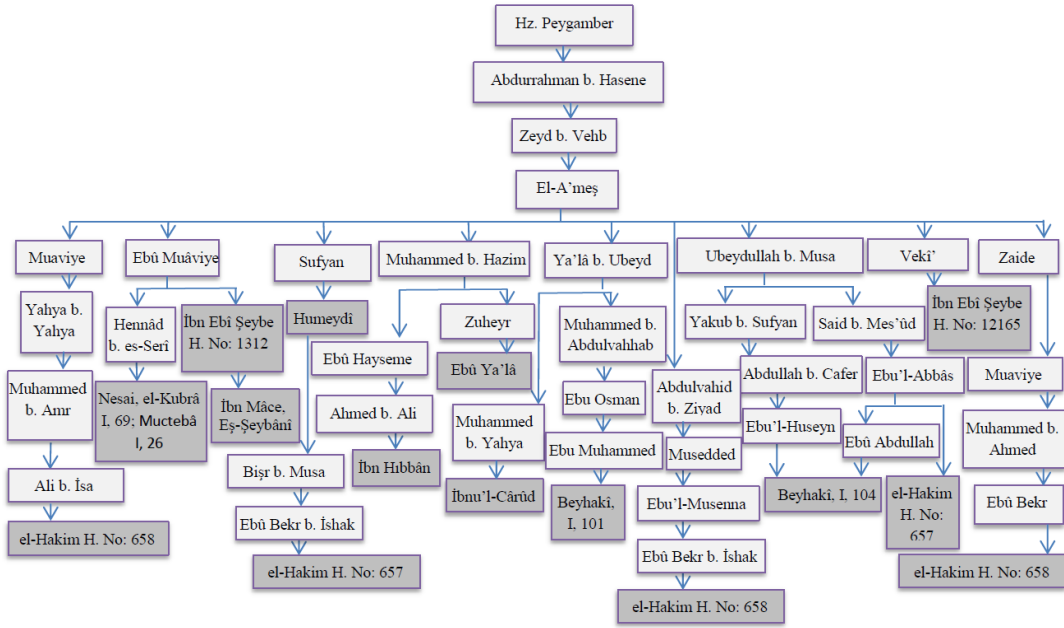 Hz. Peygamber
Abdurrahman b. Hasene
Zeyd b. Vehb
El-A’meş
Muaviye
Ebû Muâviye
Sufyan
Muhammed b. Hazim
Ya’lâ b. Ubeyd
Ubeydullah b. Musa
Vekî’
Zaide
Yahya b.
Yahya
Hennâd
b. es-Serî
İbn Ebî Şeybe
H. No: 1312
Humeydî
Zuheyr
Muhammed b.
Abdulvahhab
Yakub b. Sufyan
Said b. Mes’ûd
İbn Ebî Şeybe
H. No: 12165
Ebû Hayseme
Ebû Ya’lâ
Muhammed
b. Amr
Nesai, el-Kubrâ
I, 69; Muctebâ
I, 26
İbn Mâce,
Eş-Şeybânî
Ahmed b. Ali
Muhammed
b. Yahya
Ebu Osman
Abdulvahid
b. Ziyad
Abdullah b. Cafer
Ebu’l-Abbâs
Muaviye
Ebu’l-Huseyn
Ebû Abdullah
Muhammed b.
Ahmed
Ali b. İsa
Bişr b. Musa
İbn Hıbbân
İbnu’l-Cârûd
Ebu Muhammed
Musedded
Beyhakî,
I, 101
Ebu’l-Musenna
Beyhakî, I, 104
el-Hakim
H. No:
657
Ebû Bekr
el-Hakim H. No: 658
Ebû Bekr b. İshak
Ebû Bekr b. İshak
el-Hakim H. No: 657
el-Hakim H. No: 658
el-Hakim H. No: 658